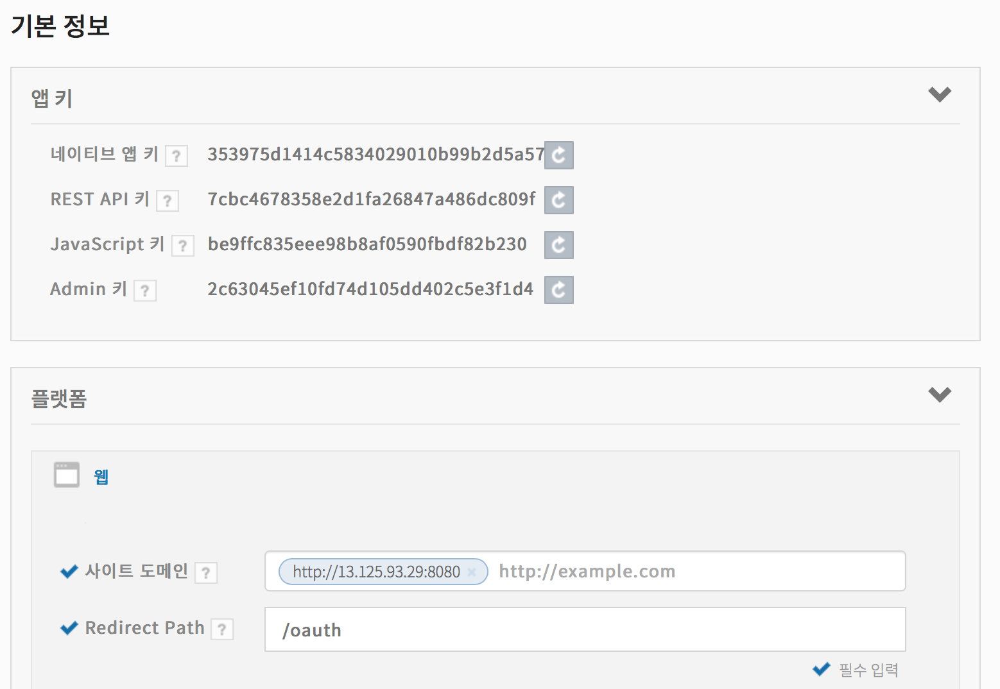 기본 정보
앱 키
네이티브 앱 키 ? 353975d1414c5834029010b99b2d5a57
REST API 키 ? 7cbc4678358e2d1fa26847a486dc809f
JavaScript 키 ? be9ffc835eee98b8af0590fbdf82b230
Admin 키 ? 2c63045ef10fd74d105dd402c5e3f1d4
플랫폼
웹
사이트 도메인 ? http://13.125.93.29:8080 × http://example.com
Redirect Path ? /oauth
필수 입력